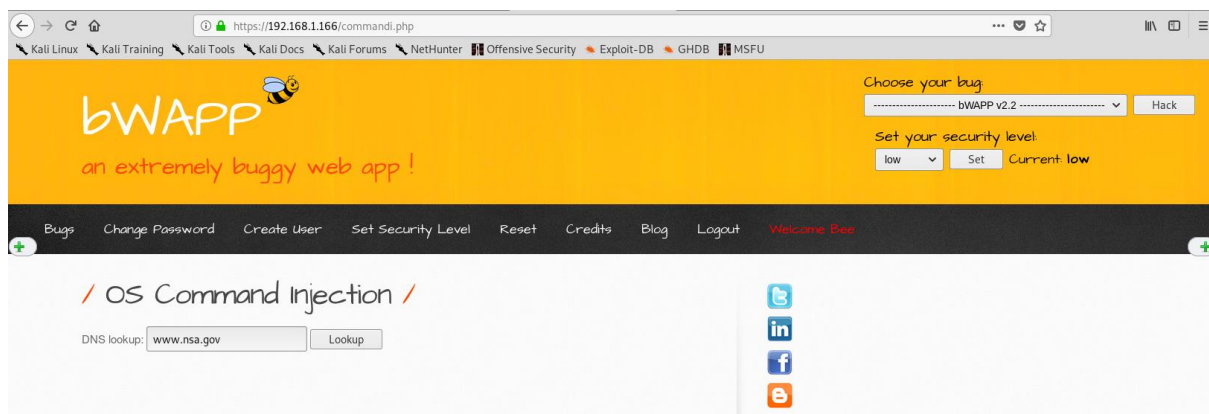 https://192.168.1.166/commandi.php
Kali Linux Kali Training Kali Tools Kali Docs Kali Forums NetHunter Offensive Security Exploit-DB GHDB MSFU
bWAPP
an extremely buggy web app !
Choose your bug:
---------------------- bWAPP v2.2 ----------------------- Hack
Set your security level:
low Set Current: low
Bugs Change Password Create User Set Security Level Reset Credits Blog Logout Welcome Bee
/ OS Command Injection /
DNS lookup: www.nsa.gov Lookup
in
f
B